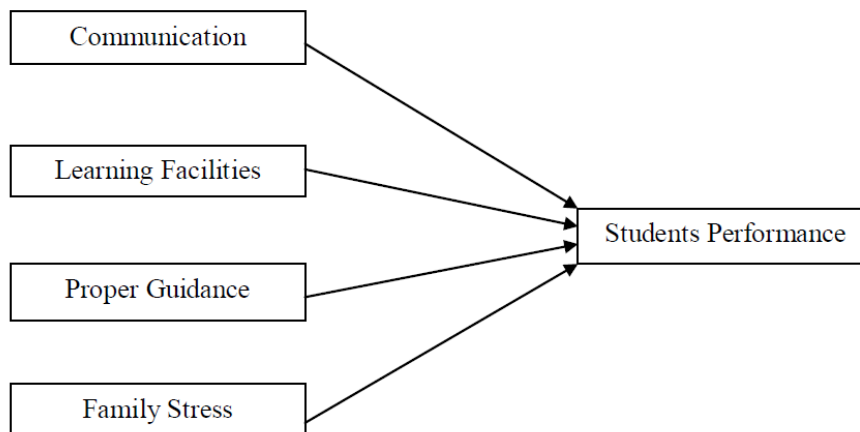 Communication
Learning Facilities
Students Performance
Proper Guidance
Family Stress